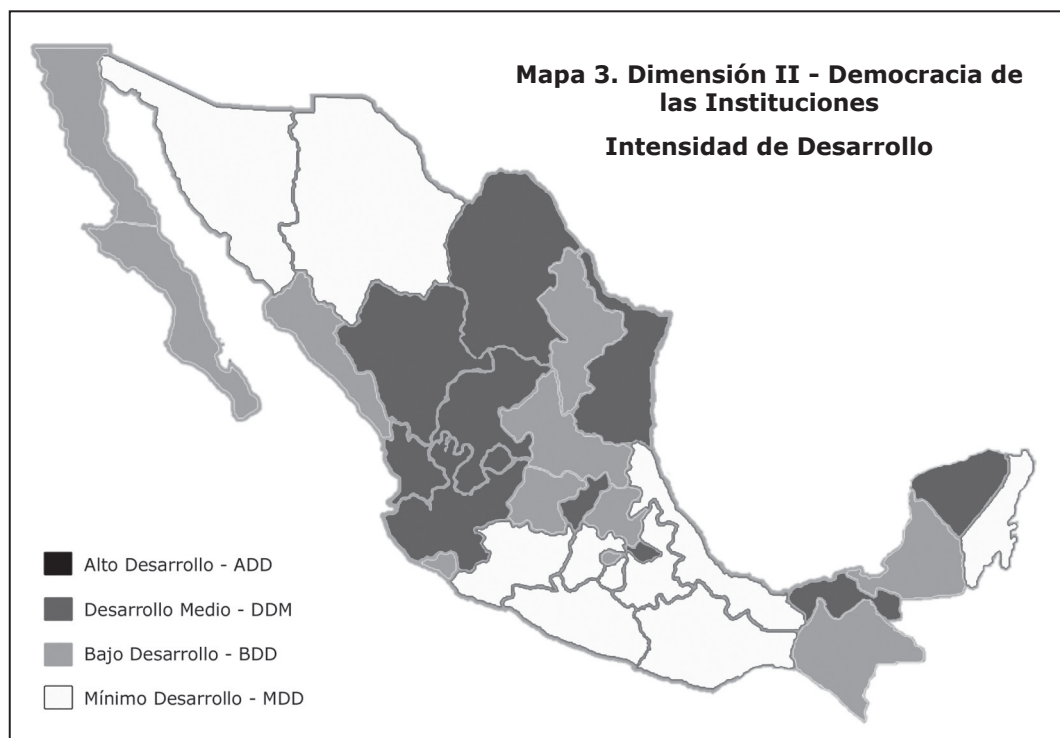 Mapa 3. Dimensión II - Democracia de
las Instituciones
Intensidad de Desarrollo
Alto Desarrollo - ADD
Desarrollo Medio - DDM
Bajo Desarrollo - BDD
Mínimo Desarrollo - MDD